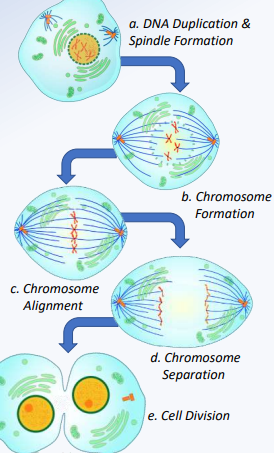 a. DNA Duplication &
Spindle Formation
b. Chromosome
Formation
c. Chromosome
Alignment
d. Chromosome
Separation
e. Cell Division